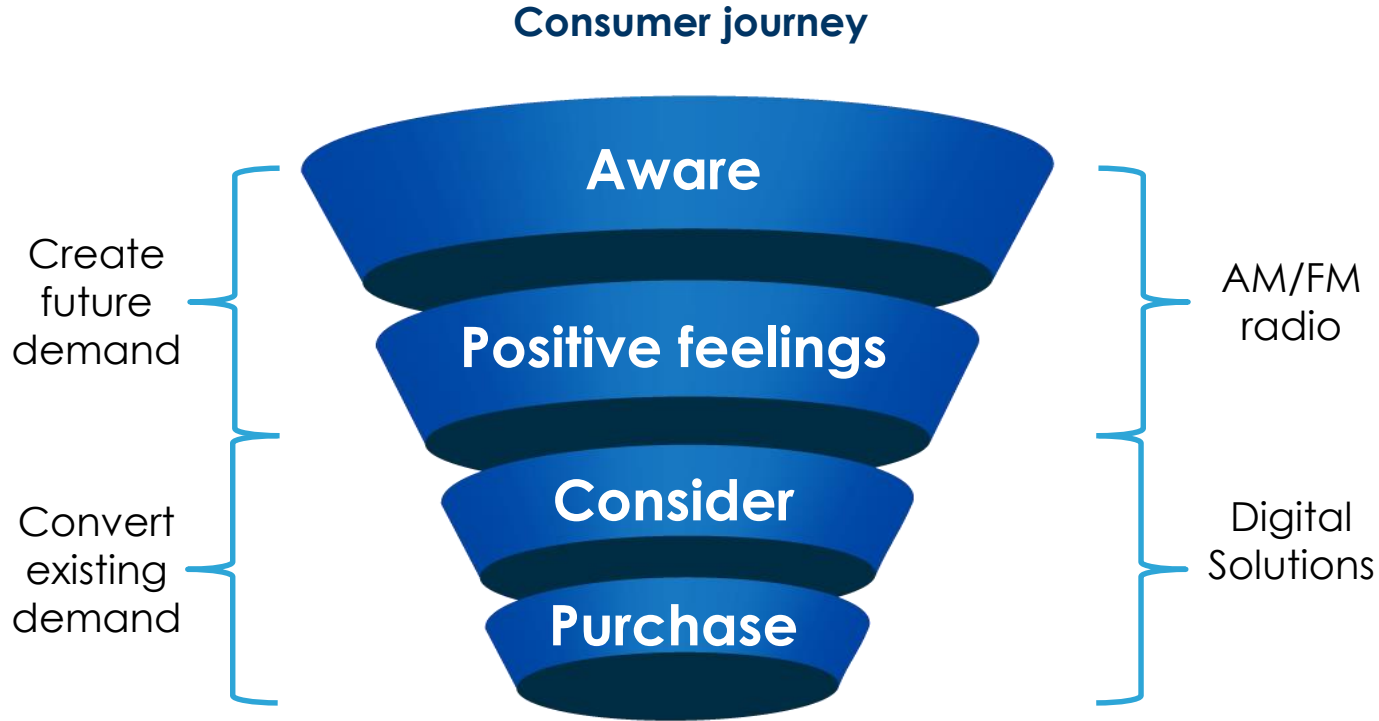 Consumer journey
Aware
Create
future
demand
AM/FM
radio
Positive feelings
Consider
Convert
existing
demand
Digital
Solutions
Purchase